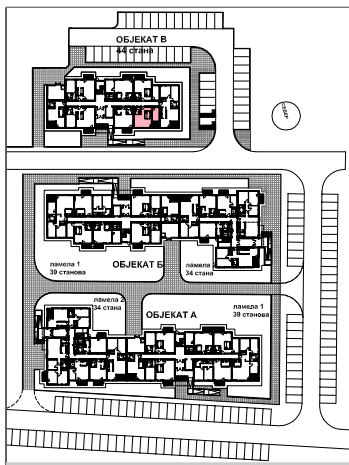 ОБЈЕКАТ В
44 стана
СЕВЕР
ламела 1
39 станова
ОБЈЕКАТ Б
ламела
34 стана
ламела 2
34 стана
ОБЈЕКАТ А
ламела 1
39 станова